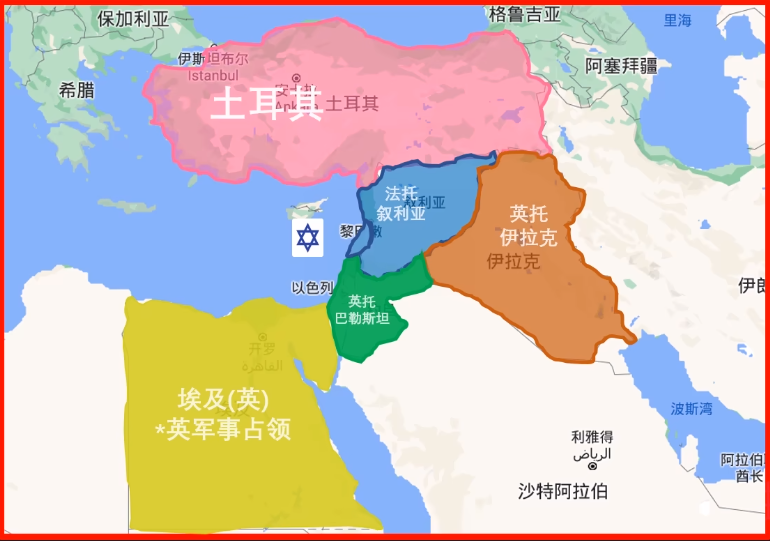 保加利亚
格鲁吉亚
里海
伊斯坦布尔
Istanbul
阿塞拜疆
希腊
土耳其
土耳其
法托
叙利亚
叙利亚
英托
伊拉克
伊拉克
黎巴嫩
以色列
英托
巴勒斯坦
伊朗
开罗
القاهرة
埃及(英)
*英军事占领
波斯湾
利雅得
الرياض
沙特阿拉伯
阿拉伯
酋长